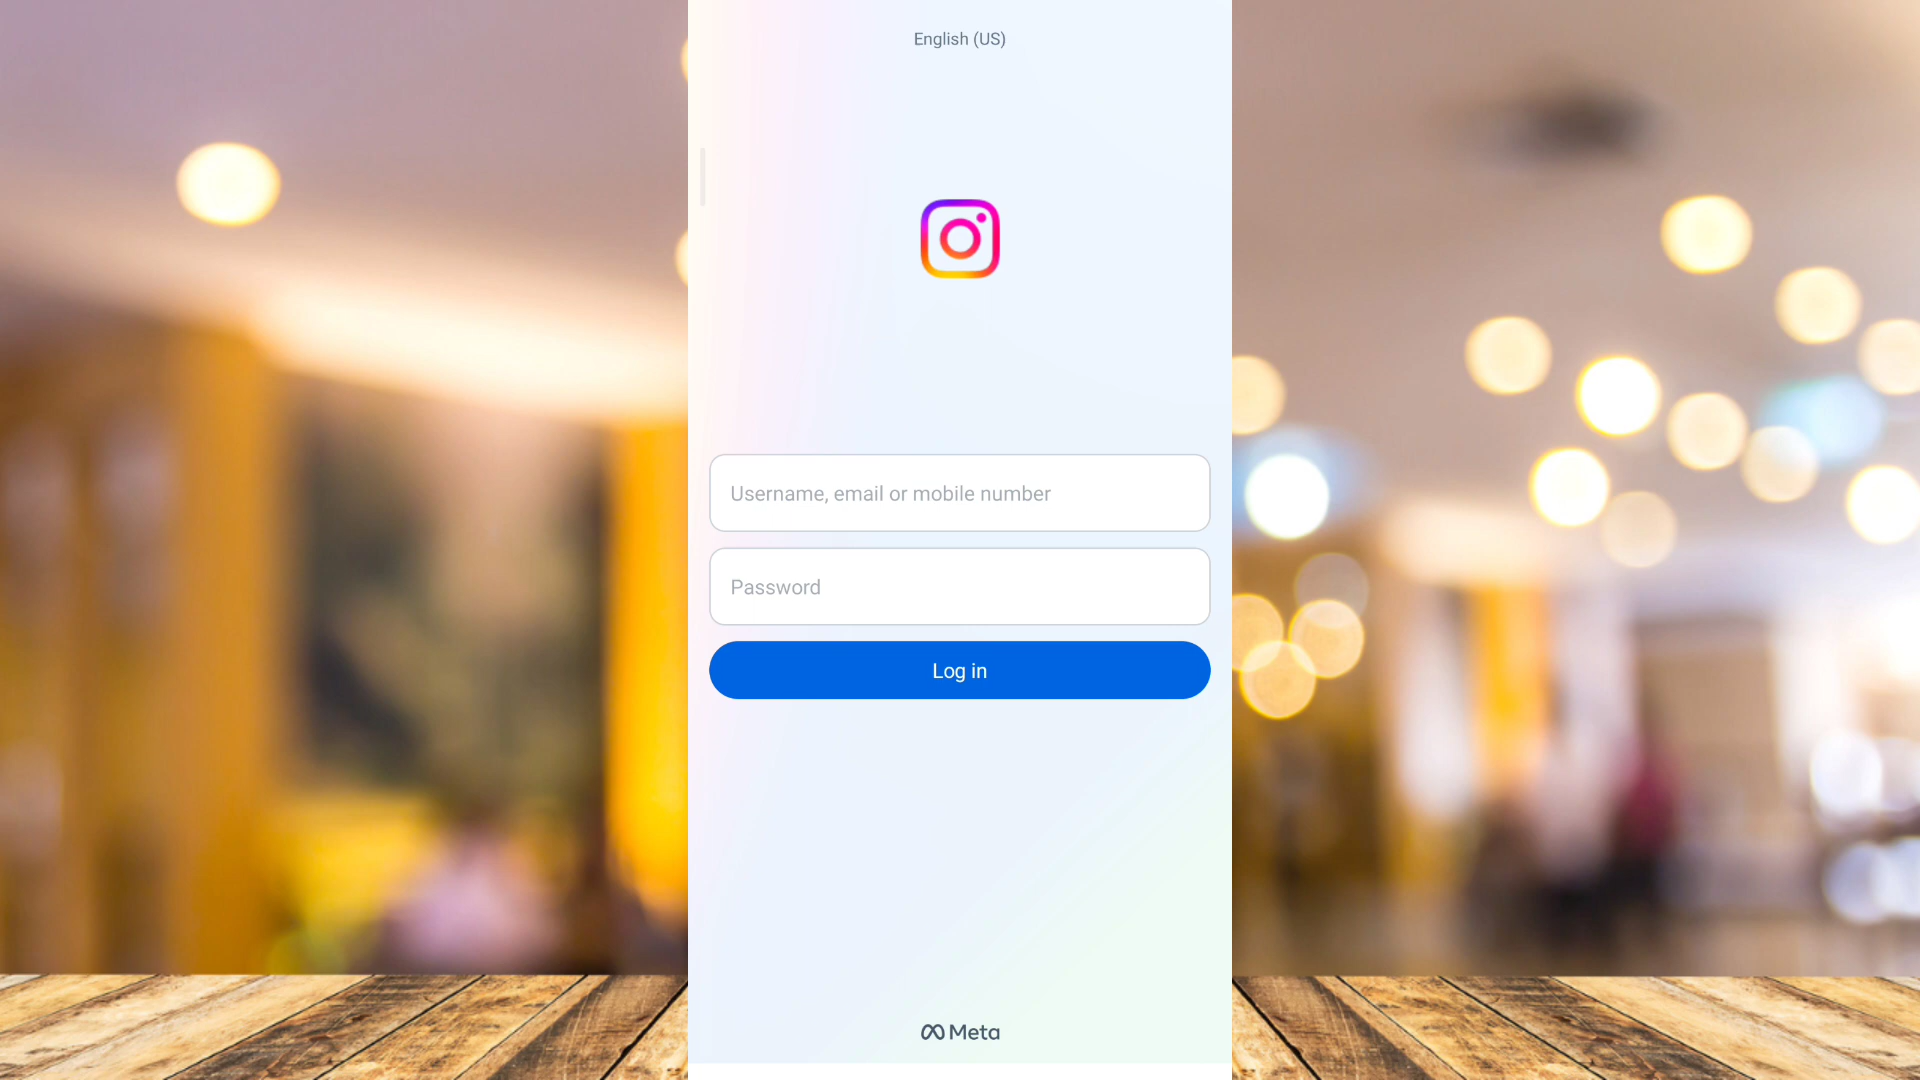 English (US)
Username, email or mobile number
Password
Log in
Meta